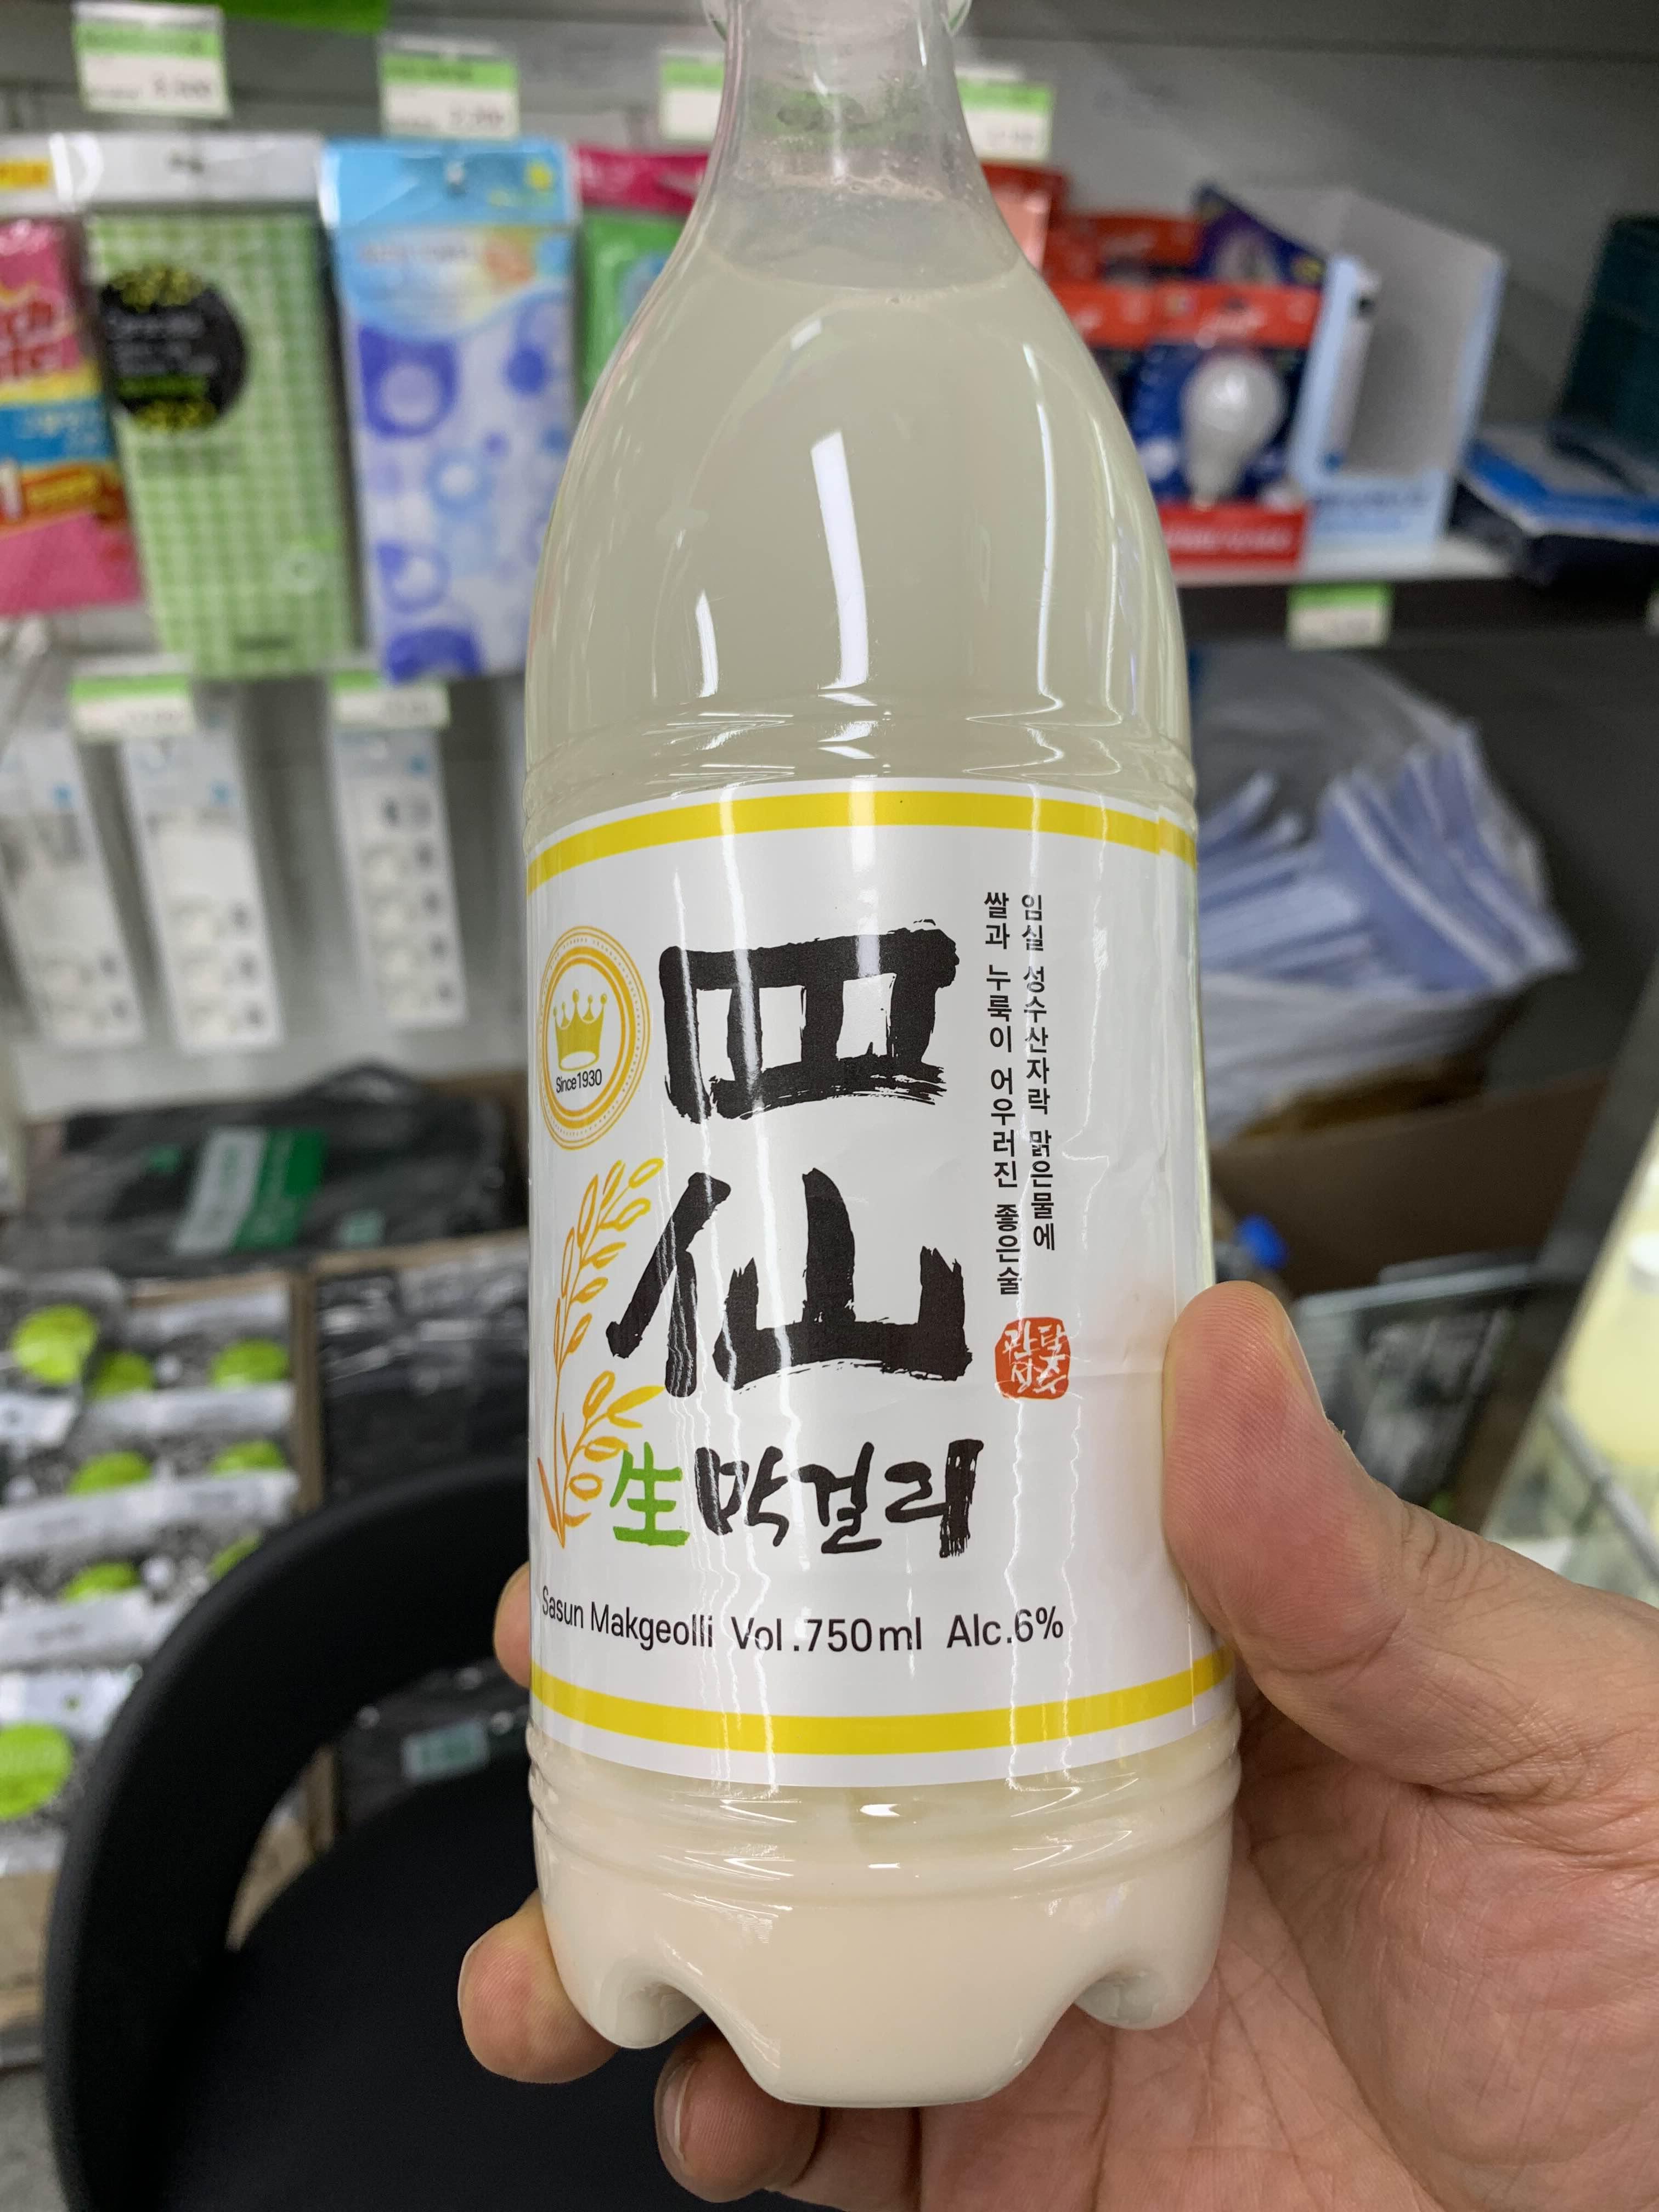 임실 성수산자락 맑은물에
쌀과 누룩이 어우러진 좋은술
四
仙
Since1930
生막걸리
Sasun Makgeolli Vol.750ml Alc.6%